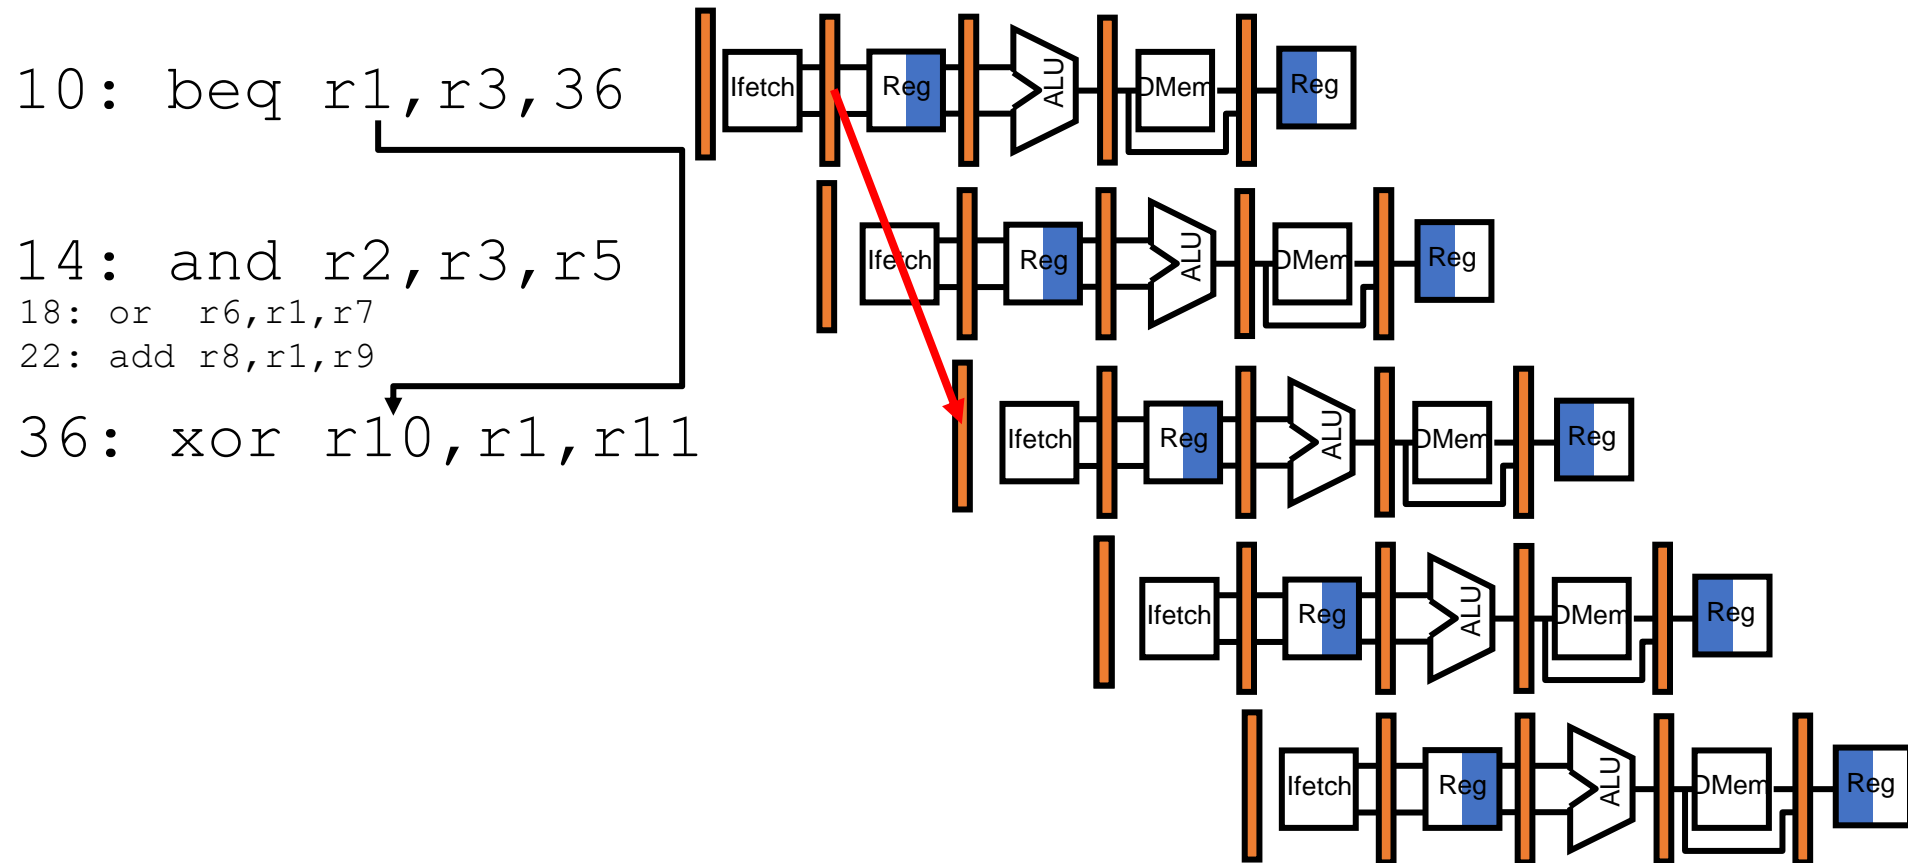 10: beq r1,r3,36
Ifetch Reg ALU DMem Reg
14: and r2,r3,r5
Ifetch Reg ALU DMem Reg
18: or r6,r1,r7
22: add r8,r1,r9
36: xor r10,r1,r11
Ifetch Reg ALU DMem Reg
Ifetch Reg ALU DMem Reg
Ifetch Reg ALU DMem Reg